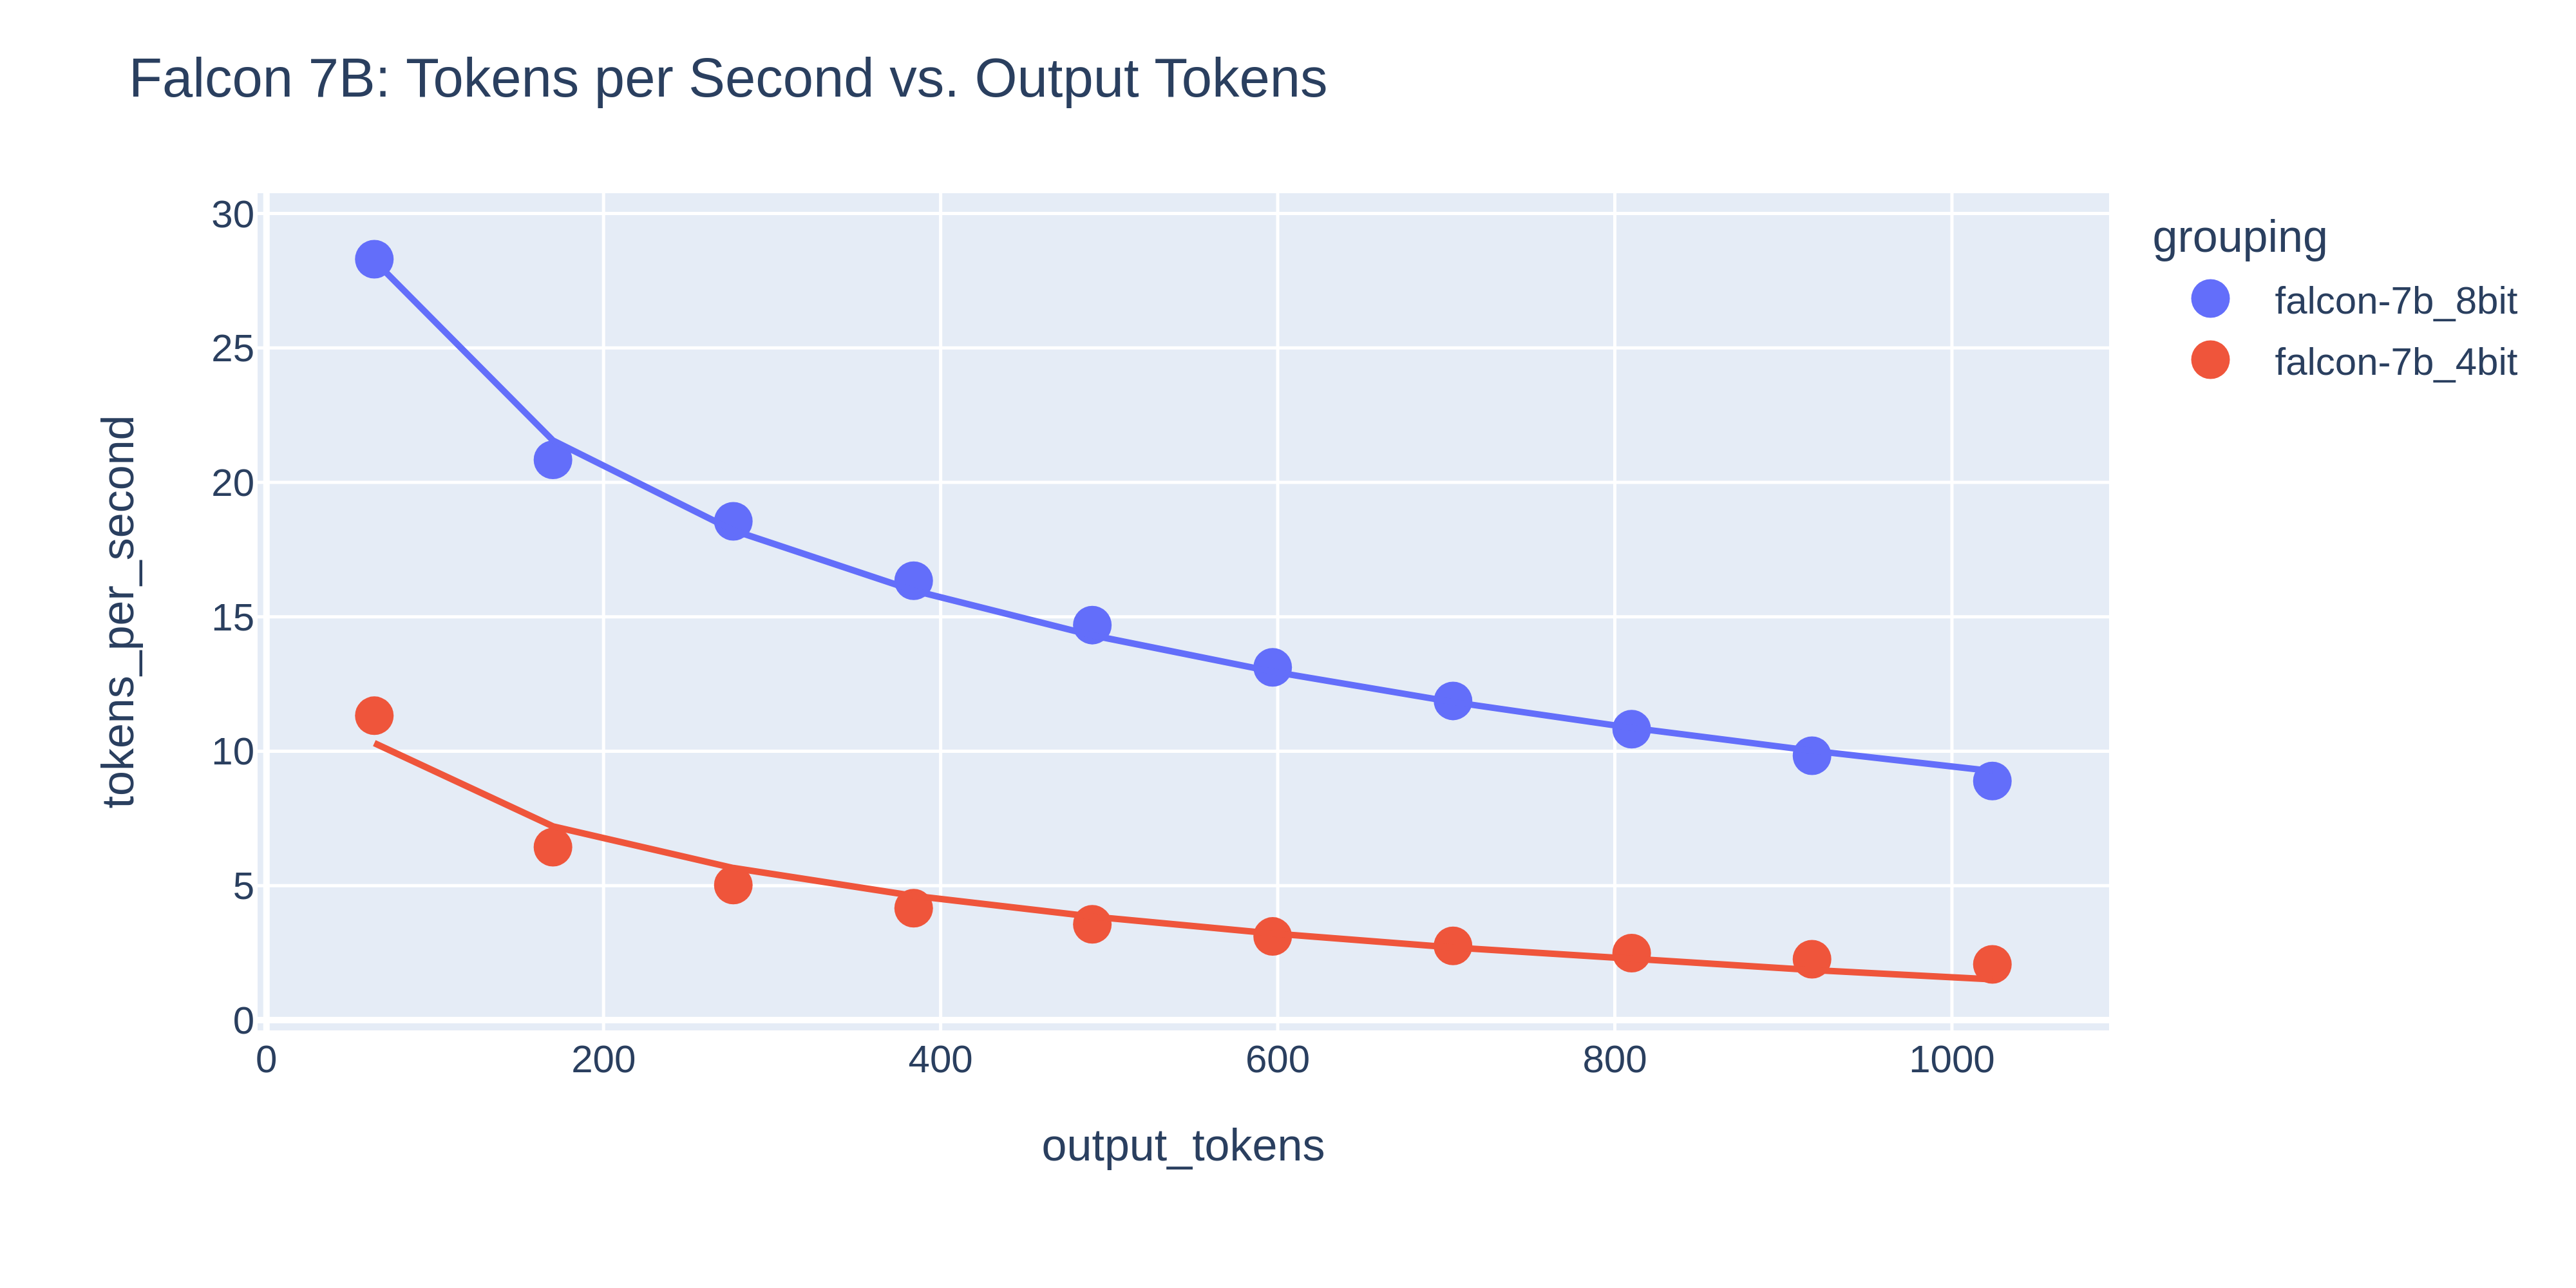 Falcon 7B: Tokens per Second vs. Output Tokens
30
25
20
15
10
5
0
tokens_per_second
0 200 400 600 800 1000
output_tokens
grouping
falcon-7b_8bit
falcon-7b_4bit